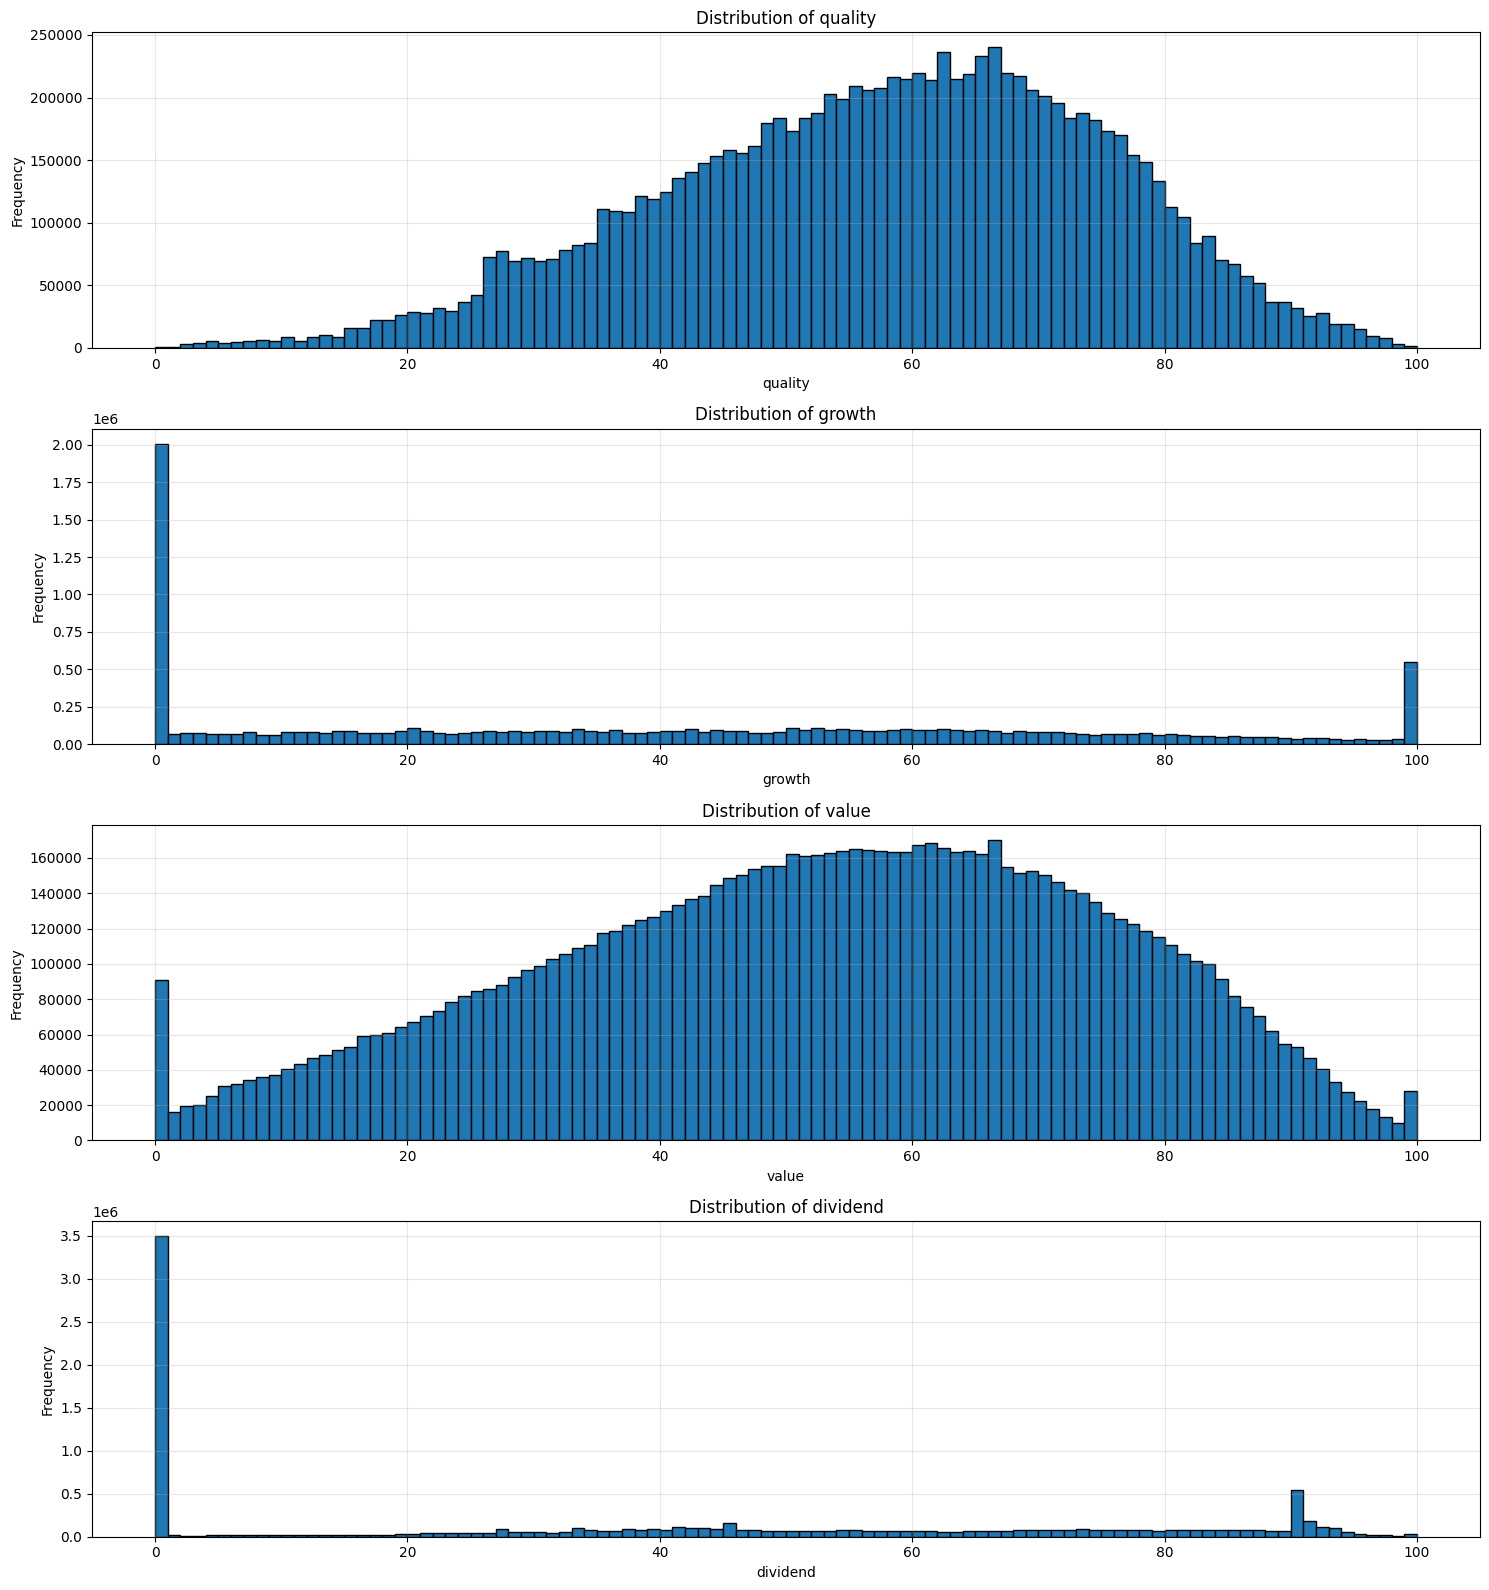 Distribution of quality
250000
200000
150000
100000
50000
0
Frequency
0 20 40 60 80 100
quality
Distribution of growth
1e6
2.00
1.75
1.50
1.25
1.00
0.75
0.50
0.25
0.00
Frequency
0 20 40 60 80 100
growth
Distribution of value
160000
140000
120000
100000
80000
60000
40000
20000
0
Frequency
0 20 40 60 80 100
value
Distribution of dividend
1e6
3.5
3.0
2.5
2.0
1.5
1.0
0.5
0.0
Frequency
0 20 40 60 80 100
dividend